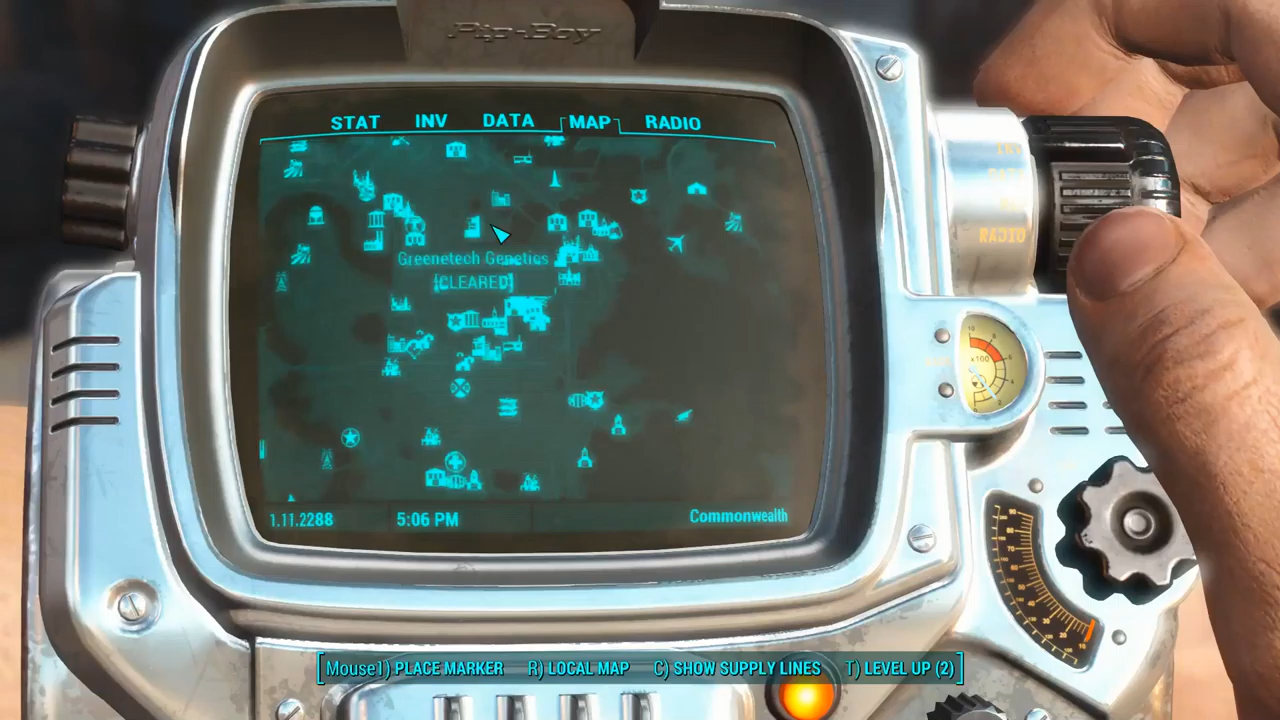 Pip-Boy
STAT INV DATA MAP RADIO
Greenetech Genetics
[CLEARED]
1.11.2288 5:06 PM Commonwealth
RADIO
x100
[Mouse1) PLACE MARKER R) LOCAL MAP C) SHOW SUPPLY LINES T) LEVEL UP (2)]